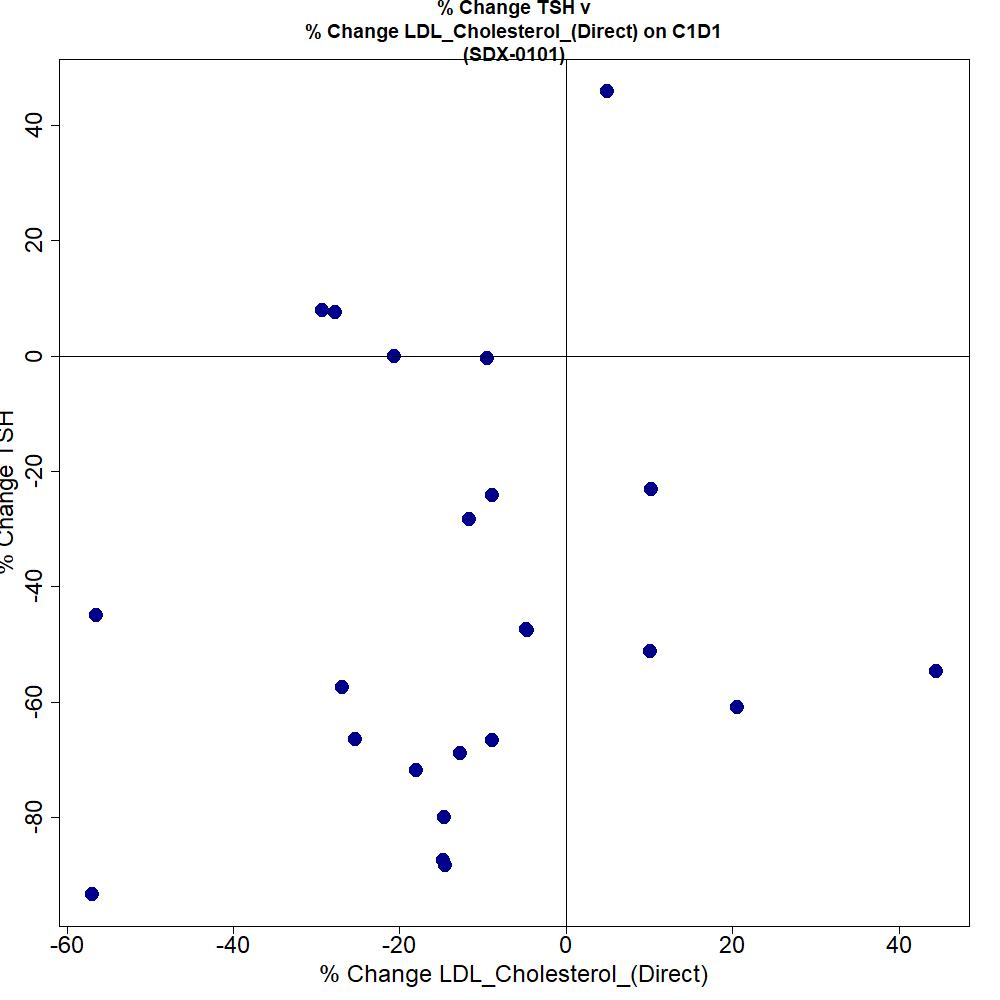 % Change TSH v
% Change LDL_Cholesterol_(Direct) on C1D1
(SDX-0101)
40
20
0
-20
-40
-60
-80
% Change TSH
-60 -40 -20 0 20 40
% Change LDL_Cholesterol_(Direct)